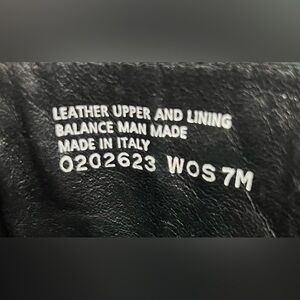 LEATHER UPPER AND LINING
BALANCE MAN MADE
MADE IN ITALY
0202623 WOS 7M